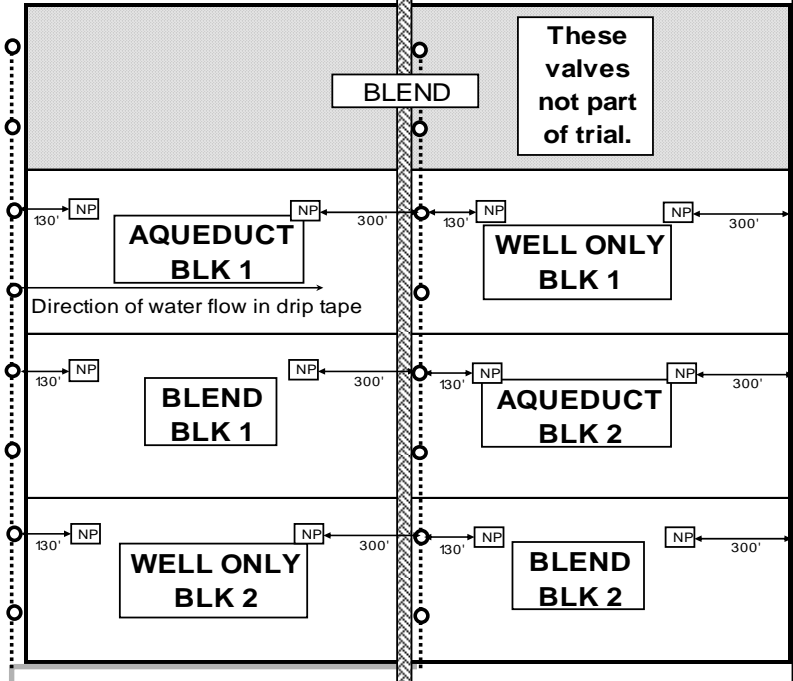 These
valves
not part
of trial.
BLEND
NP
NP
NP
NP
130'
300'
130'
300'
AQUEDUCT
BLK 1
WELL ONLY
BLK 1
Direction of water flow in drip tape
NP
NP
NP
NP
130'
300'
130'
300'
BLEND
BLK 1
AQUEDUCT
BLK 2
NP
NP
NP
NP
130'
300'
130'
300'
WELL ONLY
BLK 2
BLEND
BLK 2